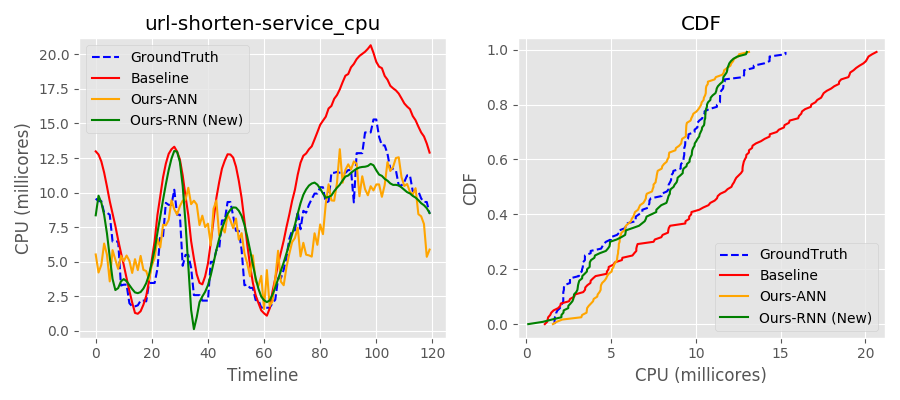 url-shorten-service_cpu
CPU (millicores)
20.0
17.5
15.0
12.5
10.0
7.5
5.0
2.5
0.0
GroundTruth
Baseline
Ours-ANN
Ours-RNN (New)
0 20 40 60 80 100 120
Timeline
CDF
CDF
1.0
0.8
0.6
0.4
0.2
0.0
GroundTruth
Baseline
Ours-ANN
Ours-RNN (New)
0 5 10 15 20
CPU (millicores)